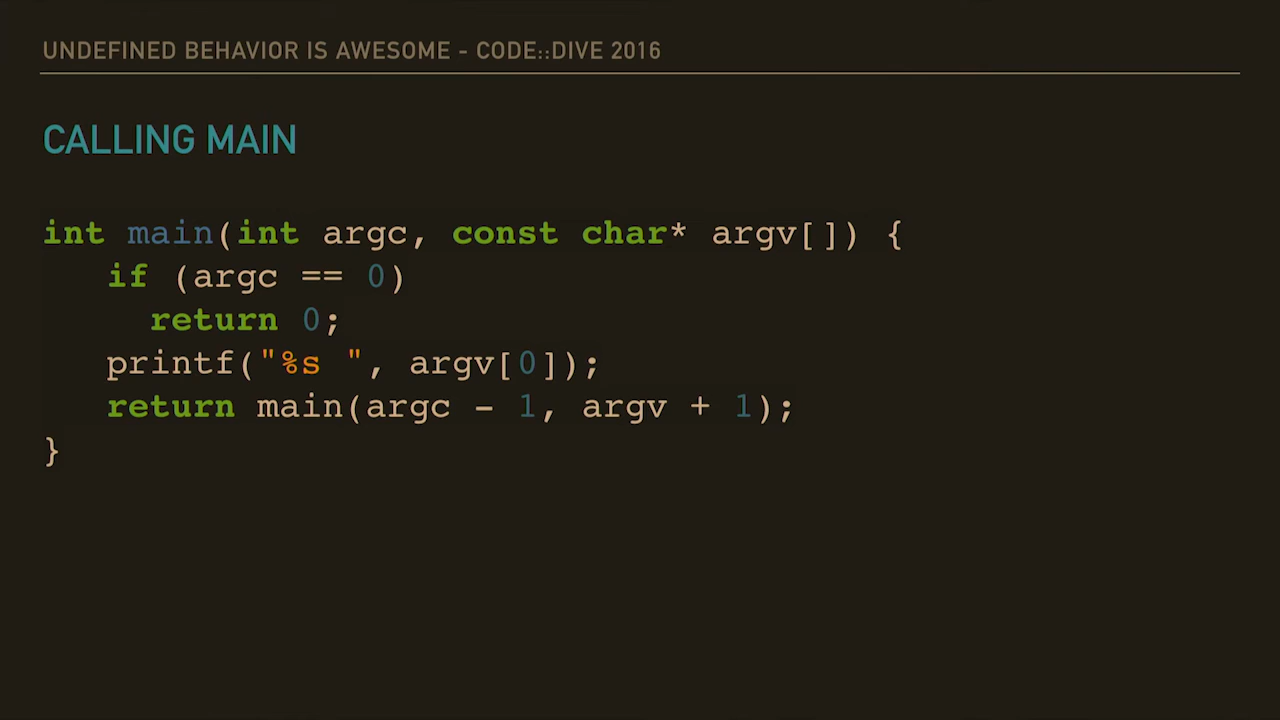 UNDEFINED BEHAVIOR IS AWESOME - CODE::DIVE 2016
CALLING MAIN
int main(int argc, const char* argv[]) {
   if (argc == 0)
     return 0;
   printf("%s ", argv[0]);
   return main(argc - 1, argv + 1);
}